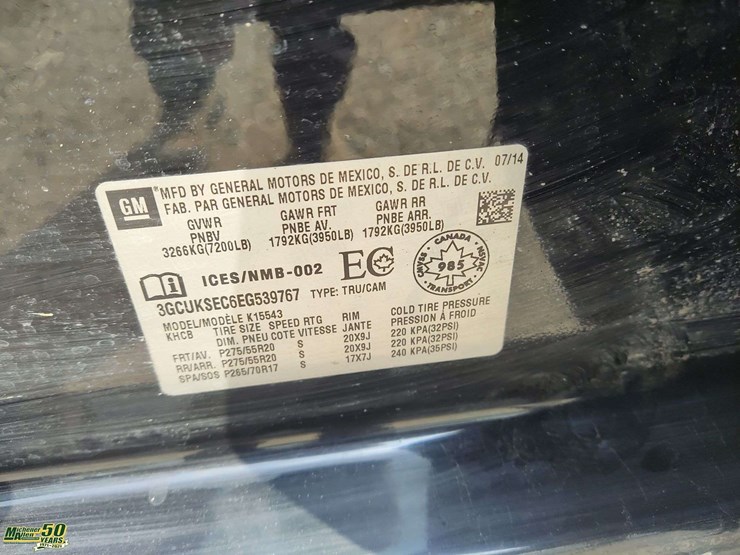 GM
"MFD BY GENERAL MOTORS DE MEXICO, S. DE R.L. DE C.V. 07/14
FAB. PAR GENERAL MOTORS DE MEXICO, S. DE R.L. DE C.V.
GVWR GAWR FRT GAWR RR
PNBV PNBE AV. PNBE ARR.
3266KG(7200LB) 1792KG(3950LB) 1792KG(3950LB)
ICES/NMB-002 EC
CANADA
985
NSVAC
3GCUKSEC6EG539767 TYPE: TRU/CAM
MODEL/MODÈLE K15543
KHCB TIRE SIZE SPEED RTG RIM COLD TIRE PRESSURE
DIM. PNEU COTE VITESSE JANTE PRESSION À FROID
FRT/AV. P275/55R20 S 20X9J 220 KPA(32PSI)
RR/ARR. P275/55R20 S 20X9J 220 KPA(32PSI)
SPA/SOS P265/70R17 S 17X7J 240 KPA(35PSI)
Michener
Allen 50
YEARS